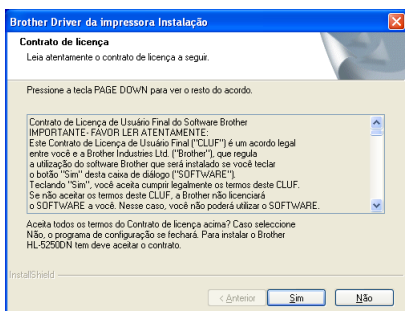 Brother Driver da impressora Instalação
Contrato de licença
Leia atentamente o contrato de licença a seguir.
Pressione a tecla PAGE DOWN para ver o resto do acordo.
Contrato de Licença de Usuário Final do Software Brother
IMPORTANTE- FAVOR LER ATENTAMENTE:
Este Contrato de Licença de Usuário Final ("CLUF") é um acordo legal
entre você e a Brother Industries Ltd. ("Brother"), que regula
a utilização do software Brother que será instalado se você teclar
o botão "Sim" desta caixa de diálogo ("SOFTWARE").
Teclando "Sim", você aceita cumprir legalmente os termos deste CLUF.
Se não aceitar os termos deste CLUF, a Brother não licenciará
o SOFTWARE a você. Nesse caso, você não poderá utilizar o SOFTWARE.
Aceita todos os termos do Contrato de licença acima? Caso seleccione
Não, o programa de configuração se fechará. Para instalar o Brother
HL-5250DN tem deve aceitar o contrato.
InstallShield
< Anterior
Sim
Não